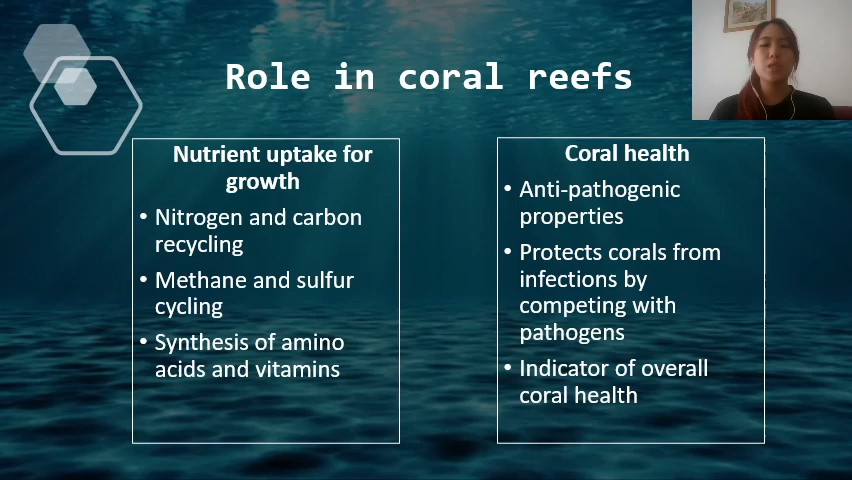 Role in coral reefs
Nutrient uptake for
growth
• Nitrogen and carbon
recycling
• Methane and sulfur
cycling
• Synthesis of amino
acids and vitamins
Coral health
• Anti-pathogenic
properties
• Protects corals from
infections by
competing with
pathogens
• Indicator of overall
coral health